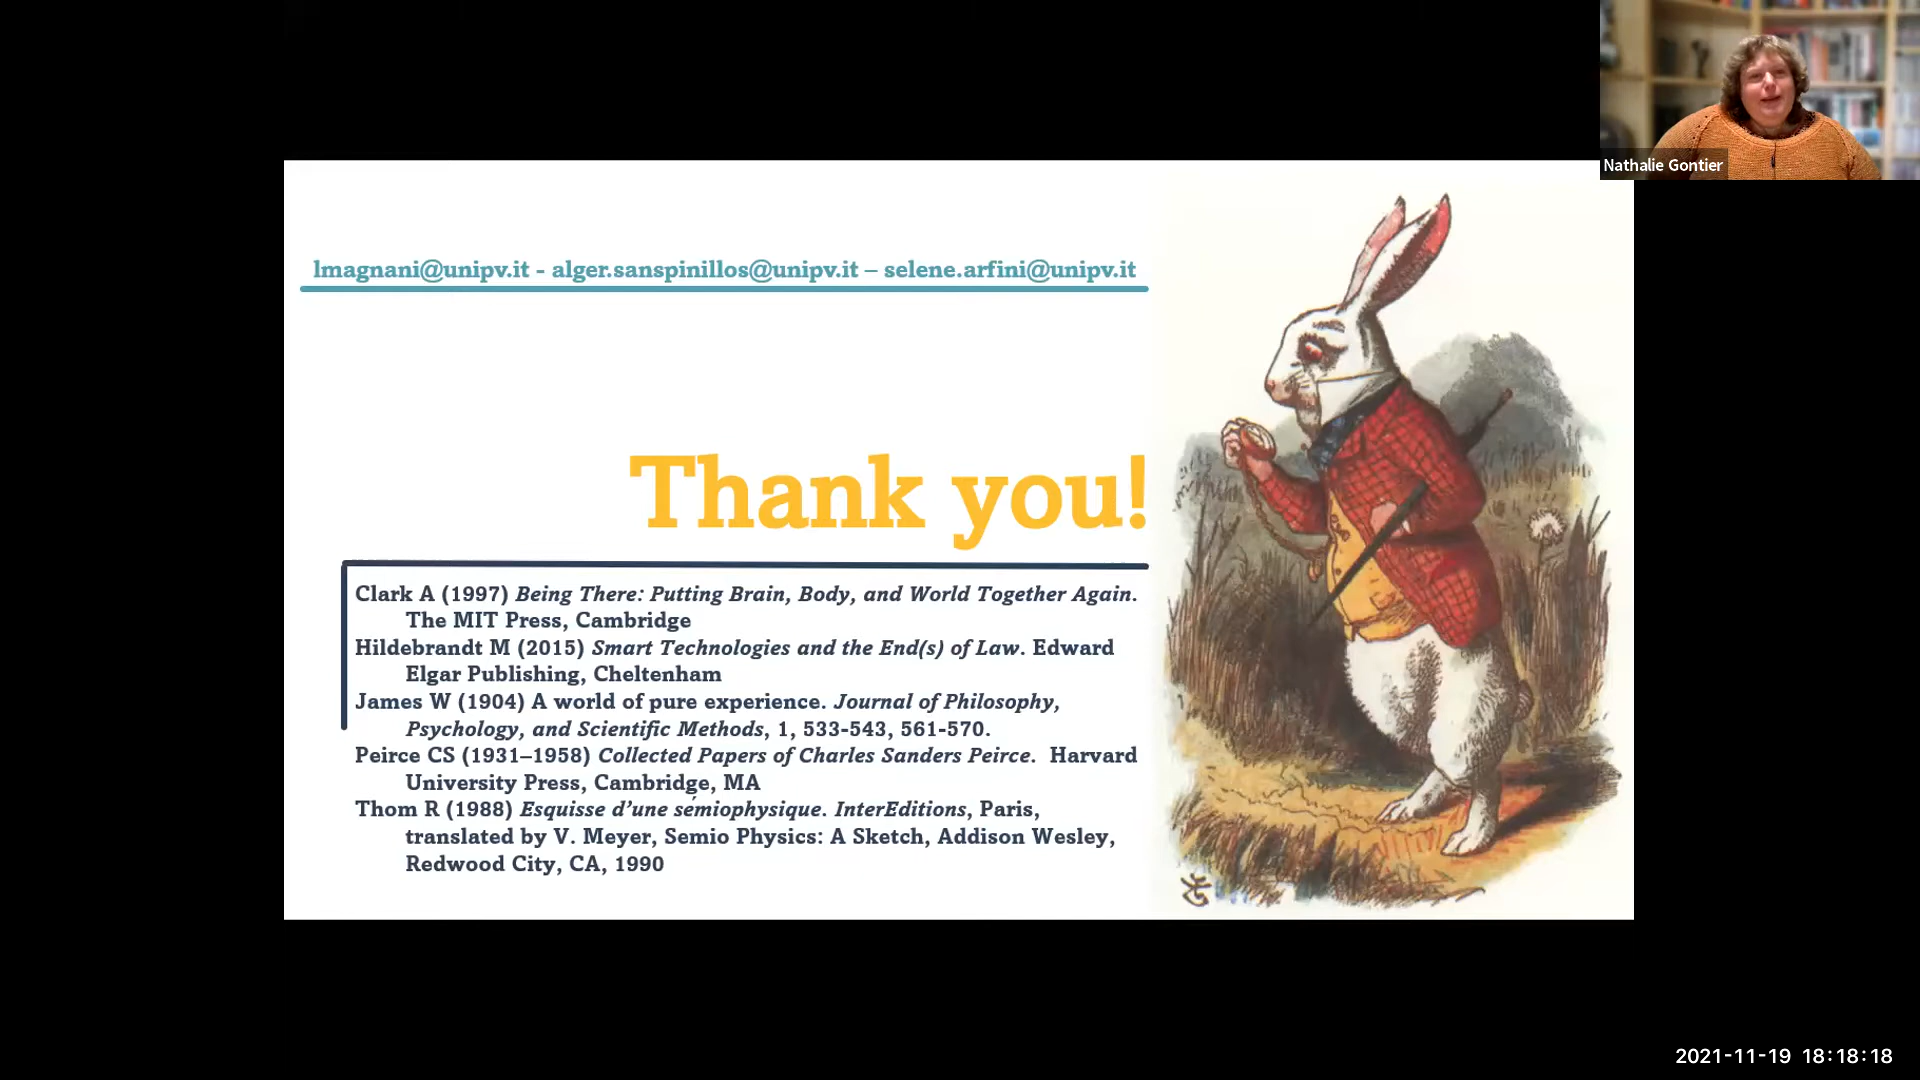 Nathalie Gontier
lmagnani@unipv.it - alger.sanspinillos@unipv.it – selene.arfini@unipv.it
Thank you!
Clark A (1997) Being There: Putting Brain, Body, and World Together Again.
The MIT Press, Cambridge
Hildebrandt M (2015) Smart Technologies and the End(s) of Law. Edward
Elgar Publishing, Cheltenham
James W (1904) A world of pure experience. Journal of Philosophy,
Psychology, and Scientific Methods, 1, 533-543, 561-570.
Peirce CS (1931–1958) Collected Papers of Charles Sanders Peirce. Harvard
University Press, Cambridge, MA
Thom R (1988) Esquisse d’une sémiophysique. InterEditions, Paris,
translated by V. Meyer, Semio Physics: A Sketch, Addison Wesley,
Redwood City, CA, 1990
2021-11-19 18:18:18